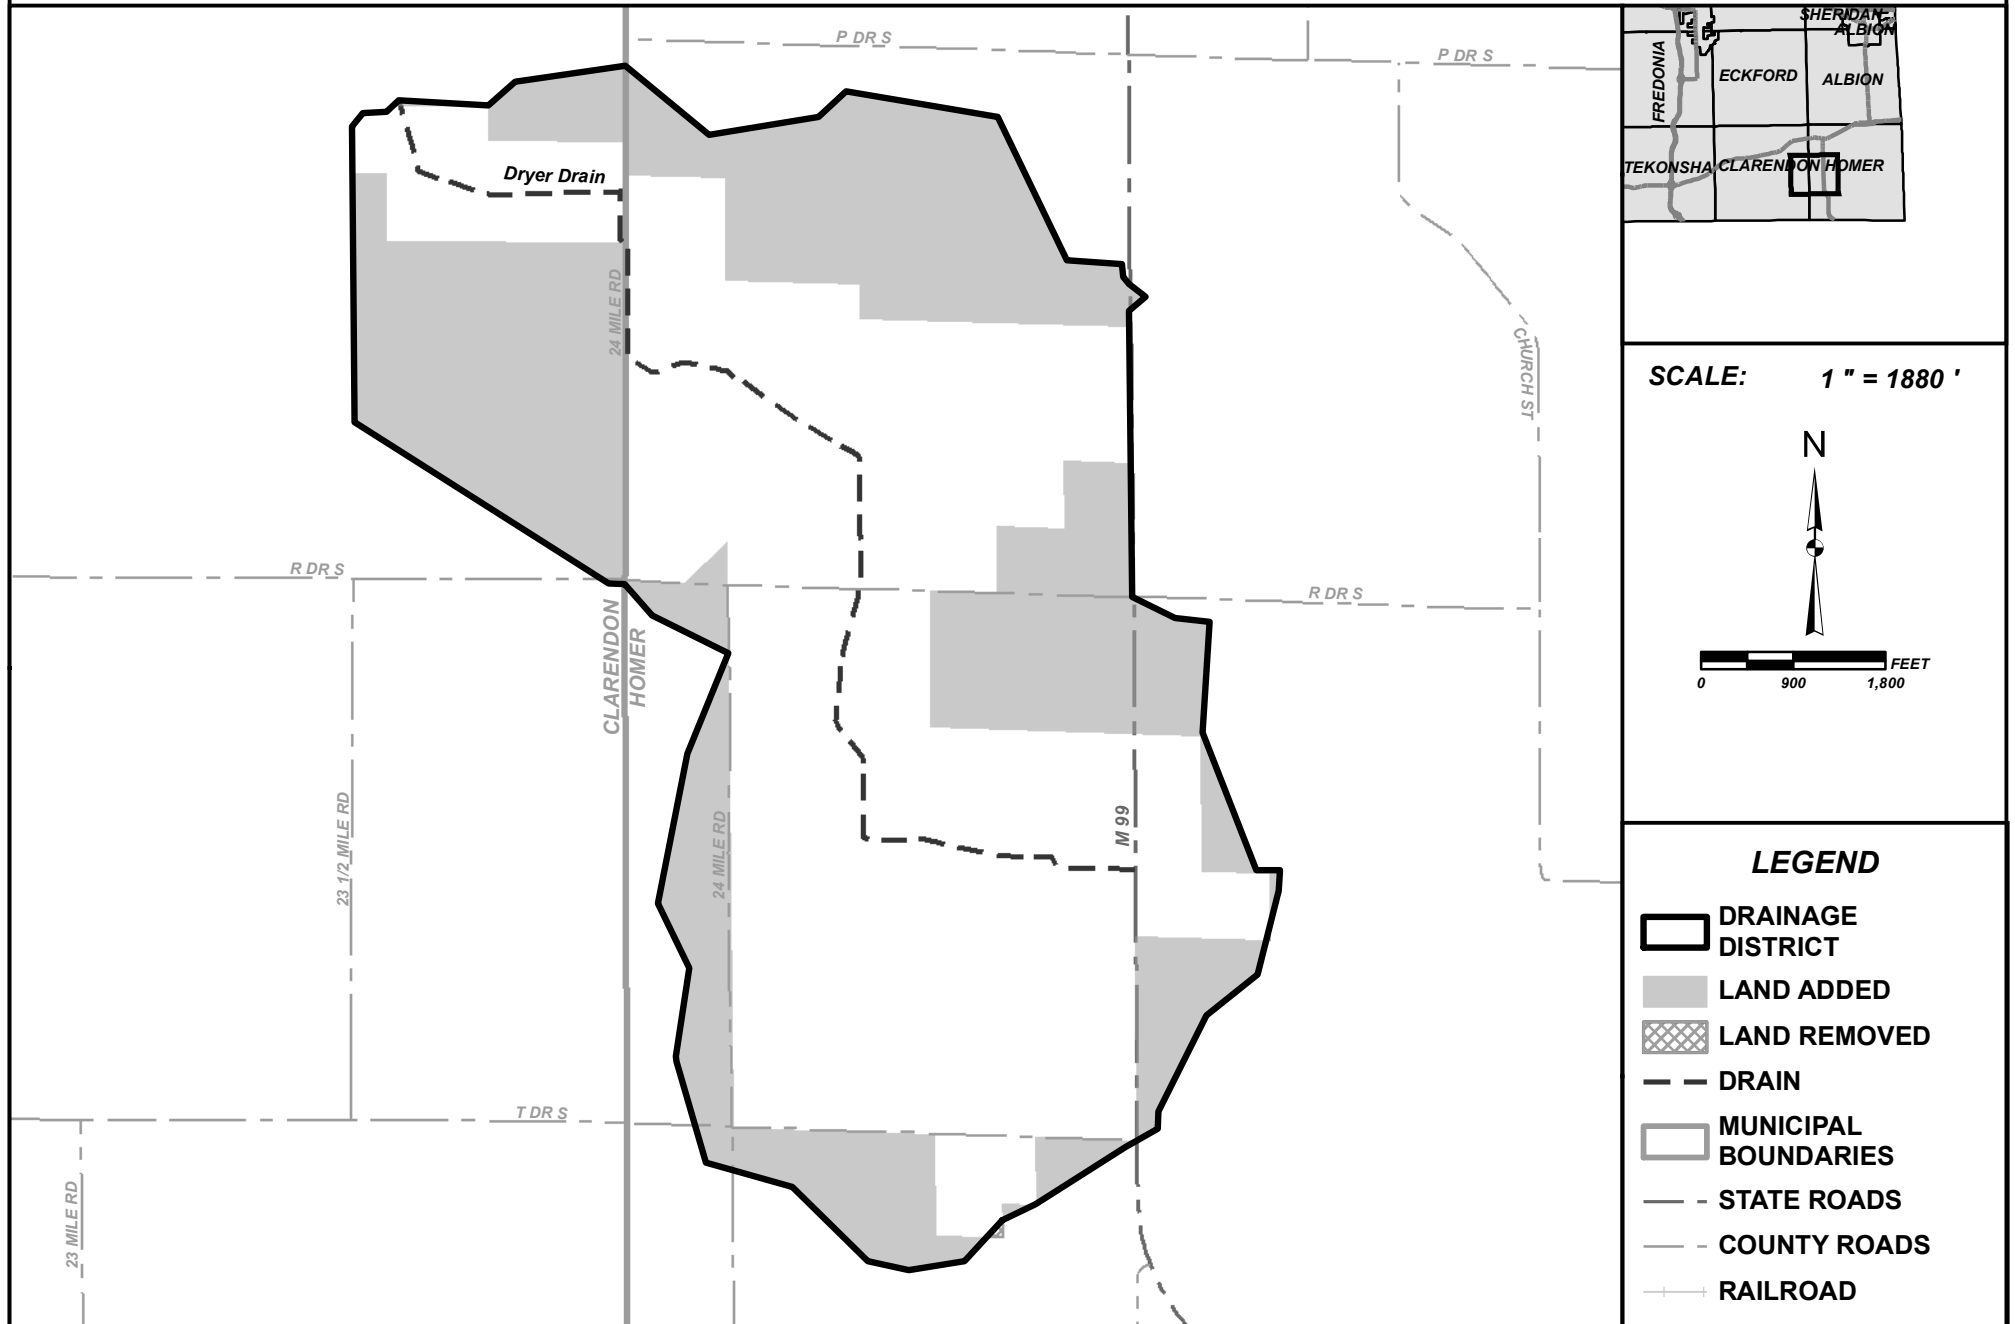 P DR S
P DR S
Dryer Drain
24 MILE RD
CHURCH ST
R DR S
R DR S
CLARENDON
HOMER
23 1/2 MILE RD
24 MILE RD
M 99
T DR S
23 MILE RD
SHERIDAN
ALBION
FREDONIA
ECKFORD
ALBION
TEKONSHA
CLARENDON
HOMER
SCALE: 1 " = 1880 '
N
FEET
0 900 1,800
LEGEND
DRAINAGE
DISTRICT
LAND ADDED
LAND REMOVED
DRAIN
MUNICIPAL
BOUNDARIES
STATE ROADS
COUNTY ROADS
RAILROAD